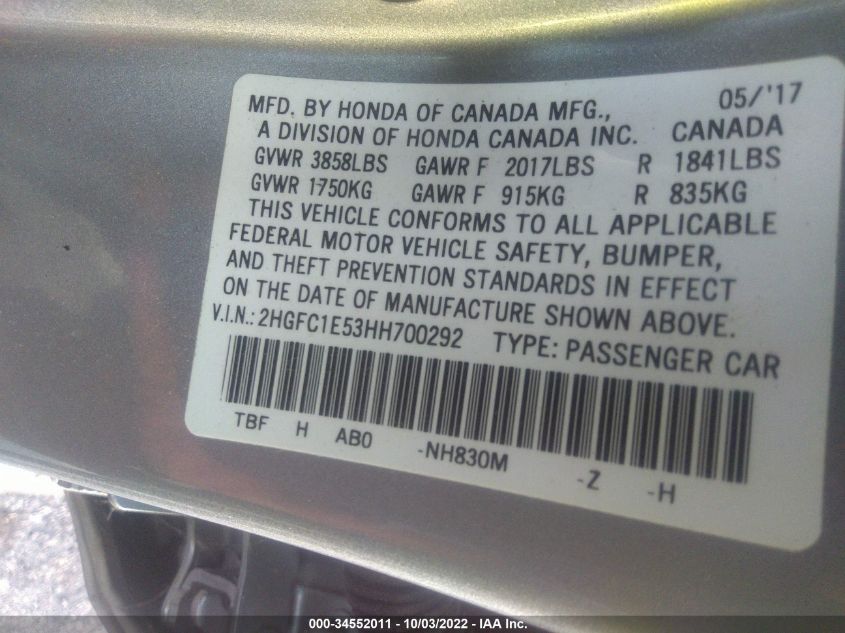 MFD. BY HONDA OF CANADA MFG., 05/'17
A DIVISION OF HONDA CANADA INC. CANADA
GVWR 3858LBS GAWR F 2017LBS R 1841LBS
GVWR 1750KG GAWR F 915KG R 835KG
THIS VEHICLE CONFORMS TO ALL APPLICABLE
FEDERAL MOTOR VEHICLE SAFETY, BUMPER,
AND THEFT PREVENTION STANDARDS IN EFFECT
ON THE DATE OF MANUFACTURE SHOWN ABOVE.
V.I.N.: 2HGFC1E53HH700292 TYPE: PASSENGER CAR
TBF H AB0 -NH830M -Z -H
000-34552011 - 10/03/2022 - IAA Inc.